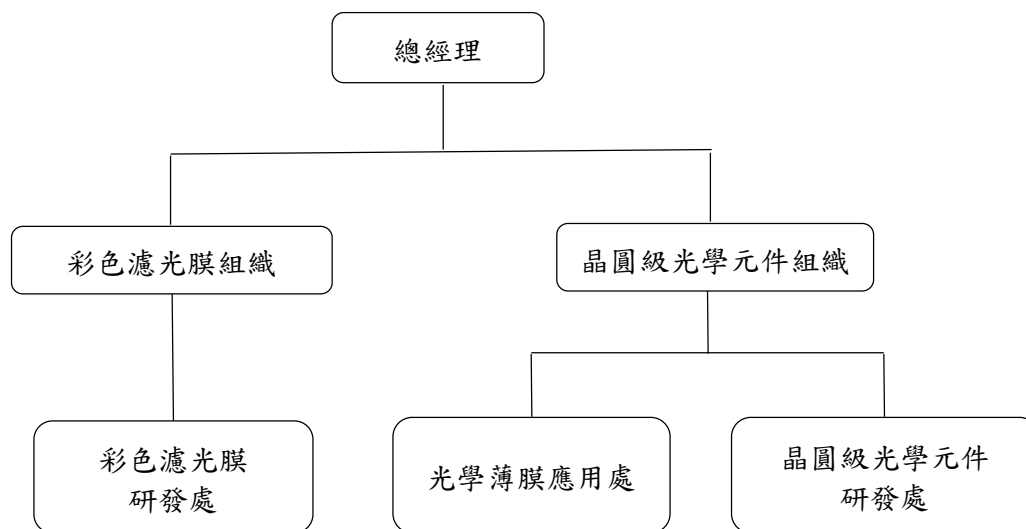 總經理
彩色濾光膜組織
晶圓級光學元件組織
彩色濾光膜
研發處
光學薄膜應用處
晶圓級光學元件
研發處